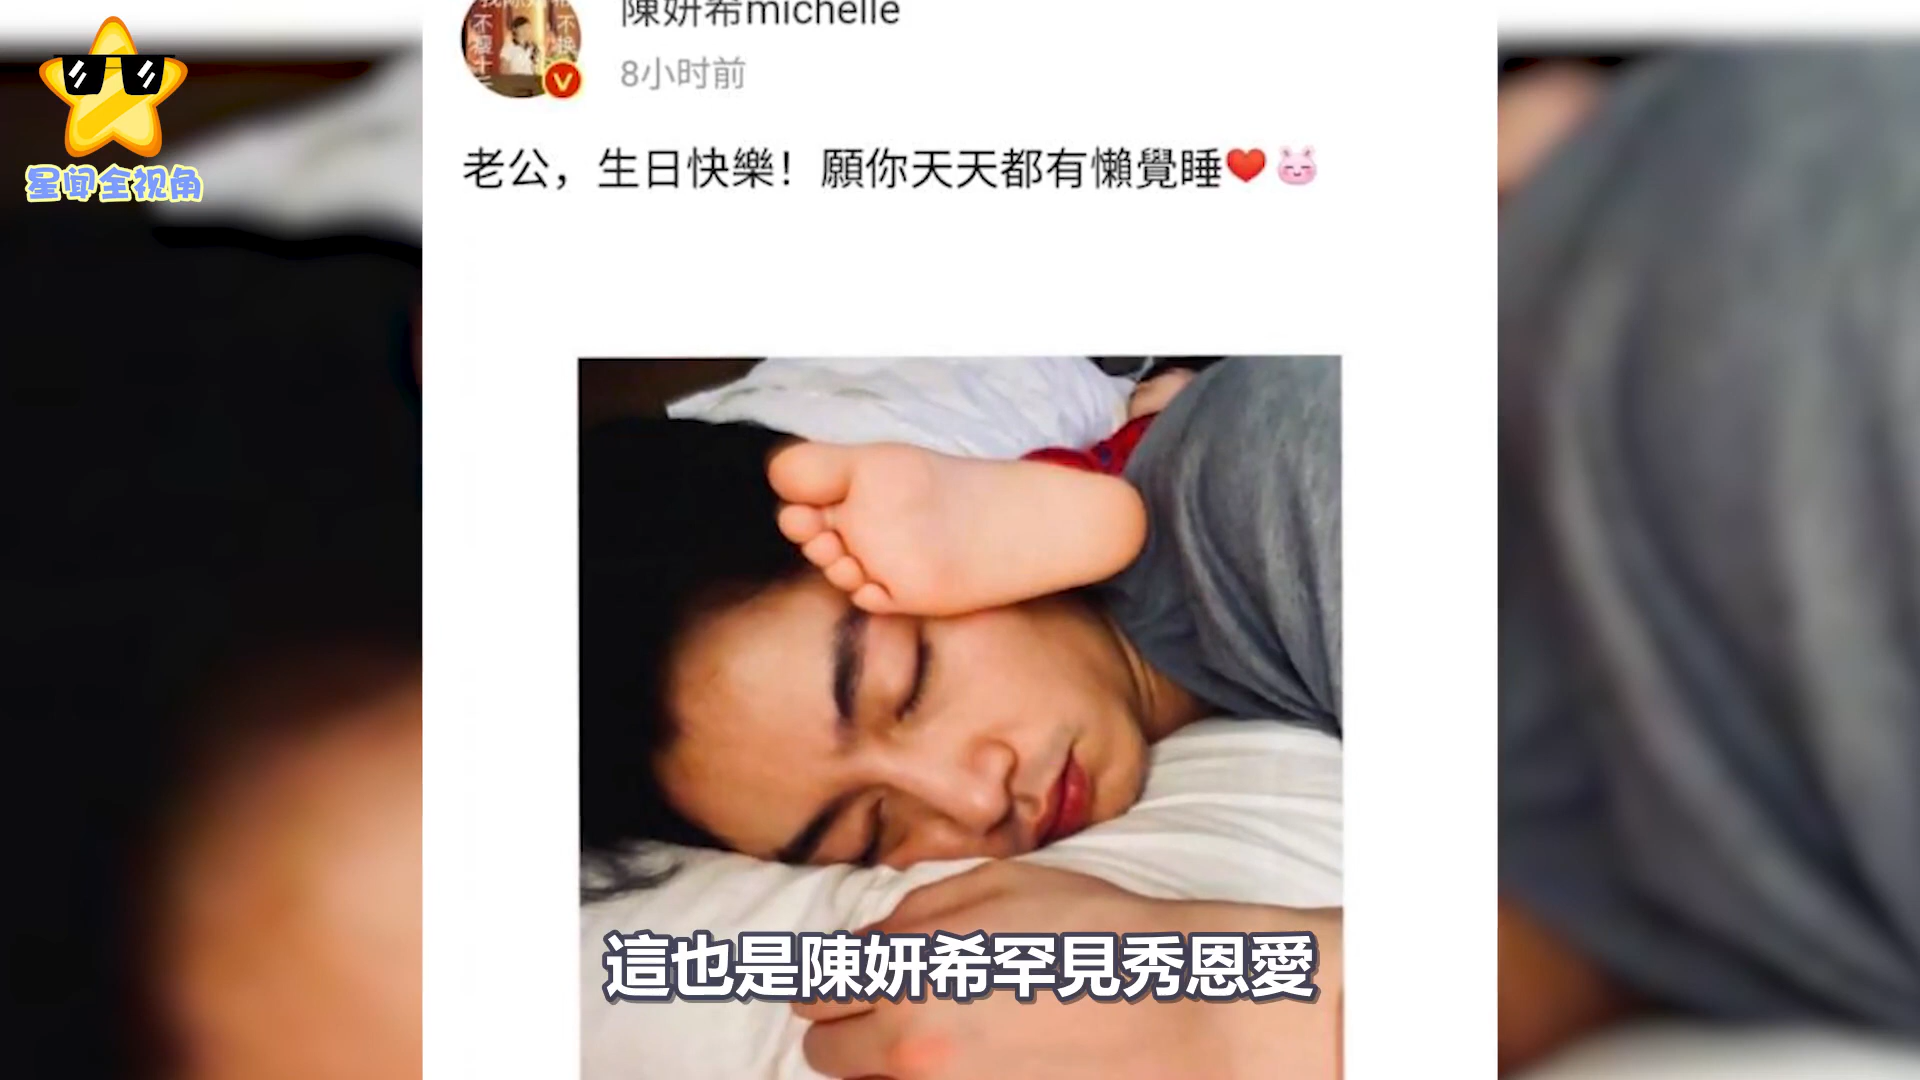 陳妍希michelle
8小时前
老公，生日快樂！願你天天都有懶覺睡
星闻全视角
這也是陳妍希罕見秀恩愛